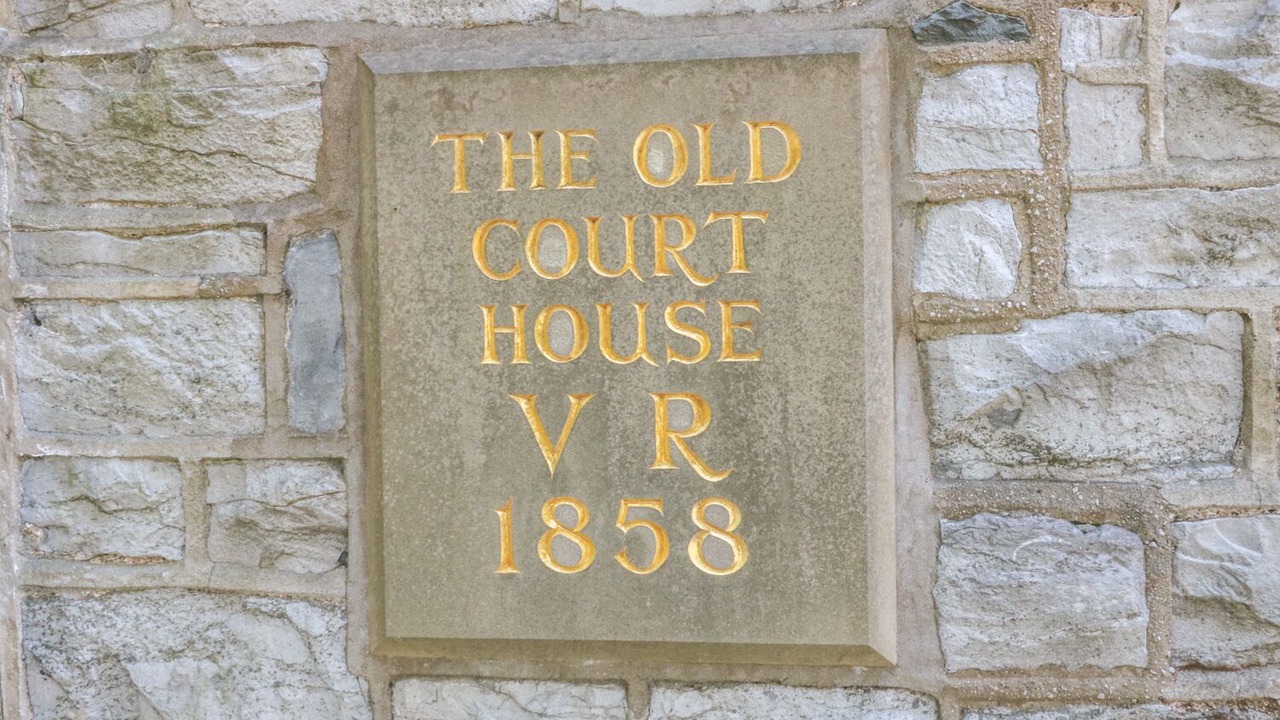 THE OLD
COURT
HOUSE
V R
1858